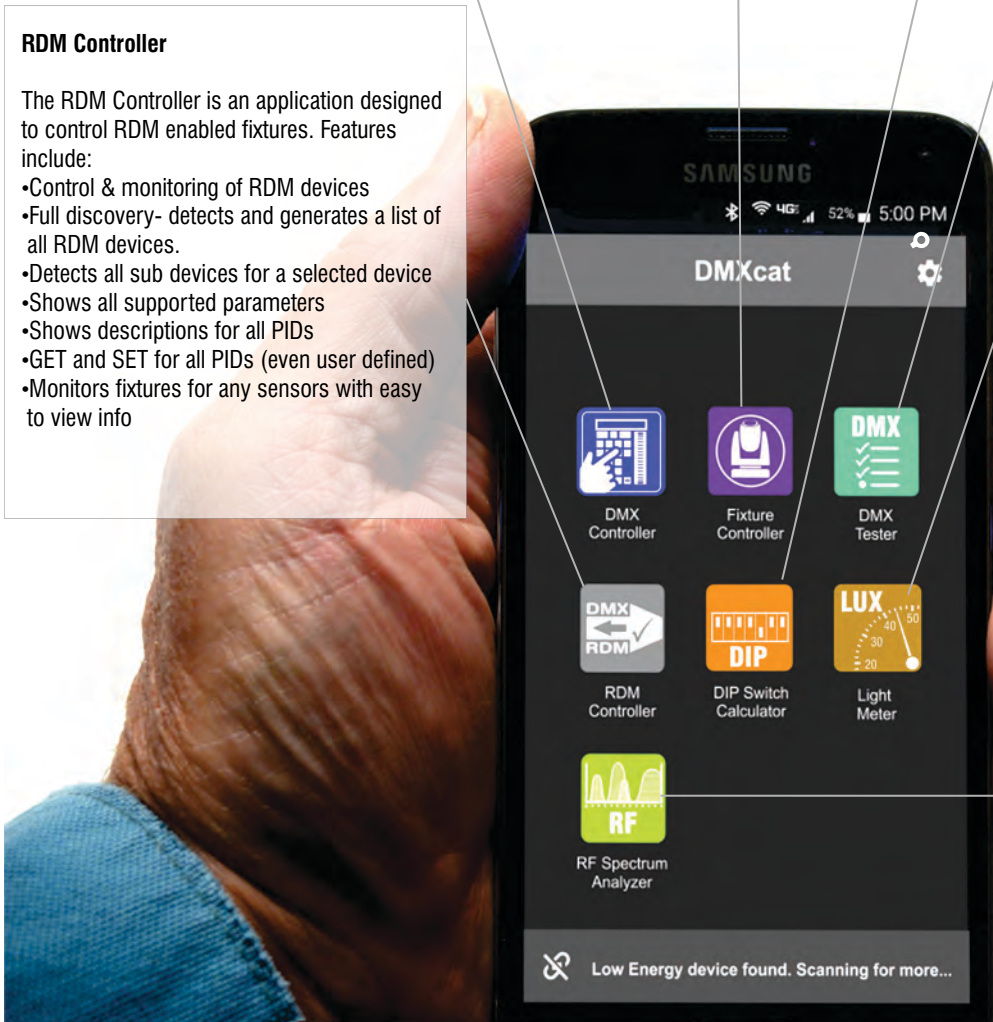 RDM Controller
The RDM Controller is an application designed
to control RDM enabled fixtures. Features
include:
•Control & monitoring of RDM devices
•Full discovery- detects and generates a list of
all RDM devices.
•Detects all sub devices for a selected device
•Shows all supported parameters
•Shows descriptions for all PIDs
•GET and SET for all PIDs (even user defined)
•Monitors fixtures for any sensors with easy
to view info
SAMSUNG
4GE 52% 5:00 PM
DMXcat
DMX
DMX
Controller
Fixture
Controller
DMX
Tester
DMX
RDM
DIP
LUX
20 30 40 50
RDM
Controller
DIP Switch
Calculator
Light
Meter
RF
RF Spectrum
Analyzer
Low Energy device found. Scanning for more...